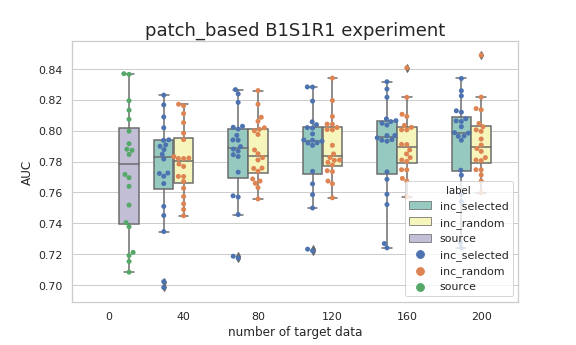 patch_based B1S1R1 experiment
AUC
0.84
0.82
0.80
0.78
0.76
0.74
0.72
0.70
0
40
80
120
160
200
number of target data
label
inc_selected
inc_random
source
inc_selected
inc_random
source